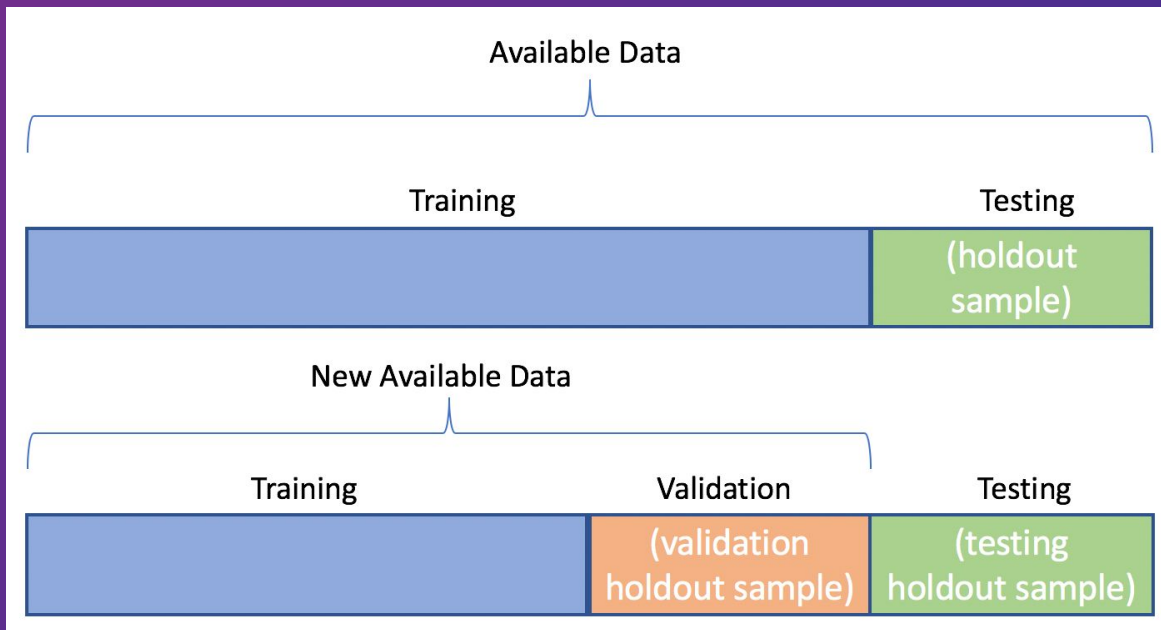 Available Data
Training
Testing
(holdout
sample)
New Available Data
Training
Validation
Testing
(validation
holdout sample)
(testing
holdout sample)